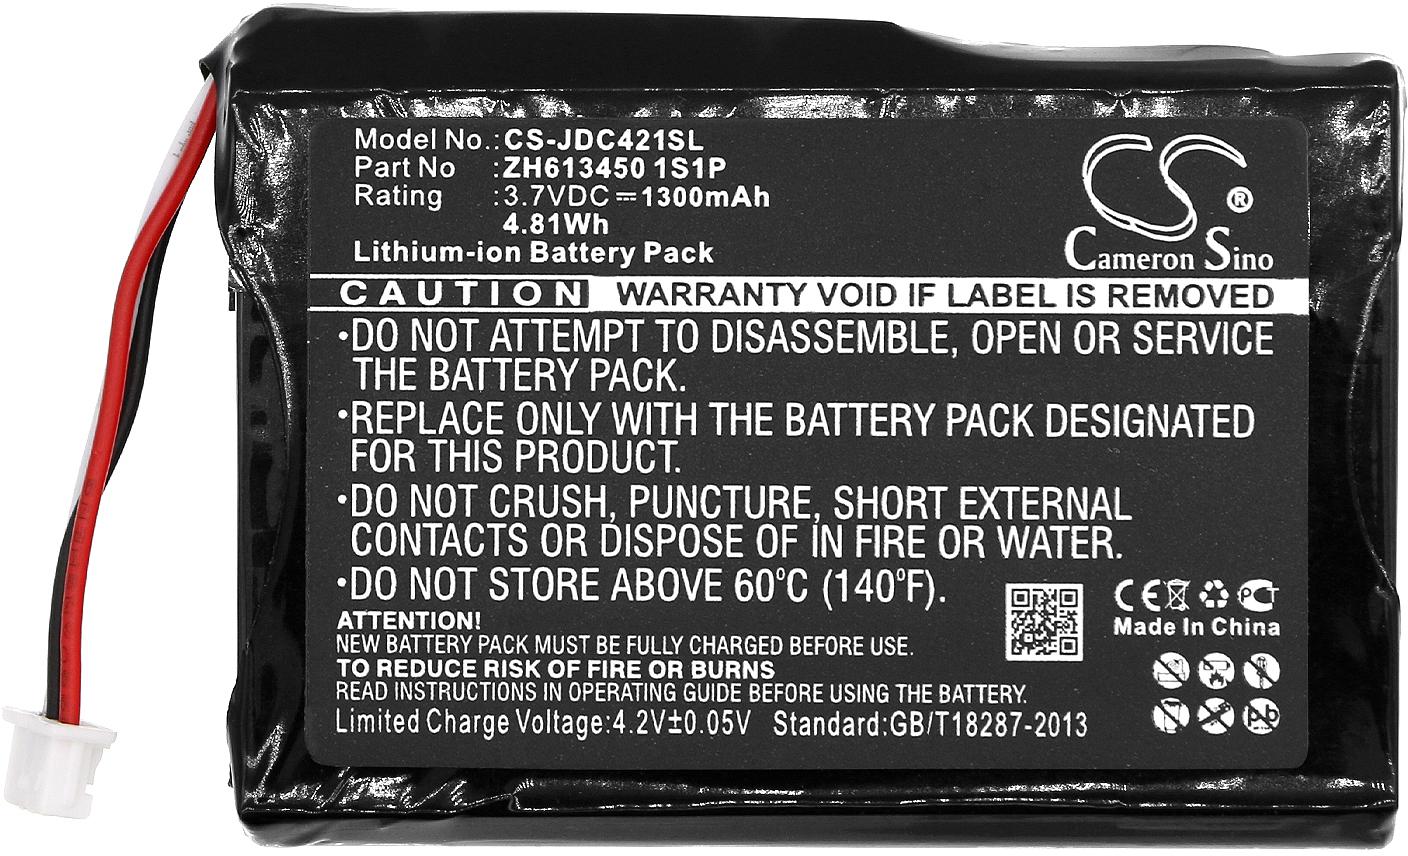 Model No.: CS-JDC421SL
Part No : ZH613450 1S1P
Rating : 3.7VDC⎓1300mAh
4.81Wh
Lithium-ion Battery Pack
CS®
Cameron Sino
CAUTION WARRANTY VOID IF LABEL IS REMOVED
•DO NOT ATTEMPT TO DISASSEMBLE, OPEN OR SERVICE
THE BATTERY PACK.
•REPLACE ONLY WITH THE BATTERY PACK DESIGNATED
FOR THIS PRODUCT.
•DO NOT CRUSH, PUNCTURE, SHORT EXTERNAL
CONTACTS OR DISPOSE OF IN FIRE OR WATER.
•DO NOT STORE ABOVE 60°C (140°F).
ATTENTION!
NEW BATTERY PACK MUST BE FULLY CHARGED BEFORE USE.
TO REDUCE RISK OF FIRE OR BURNS
READ INSTRUCTIONS IN OPERATING GUIDE BEFORE USING THE BATTERY.
Limited Charge Voltage:4.2V±0.05V Standard:GB/T18287-2013
CE PCT
Made In China
Pb